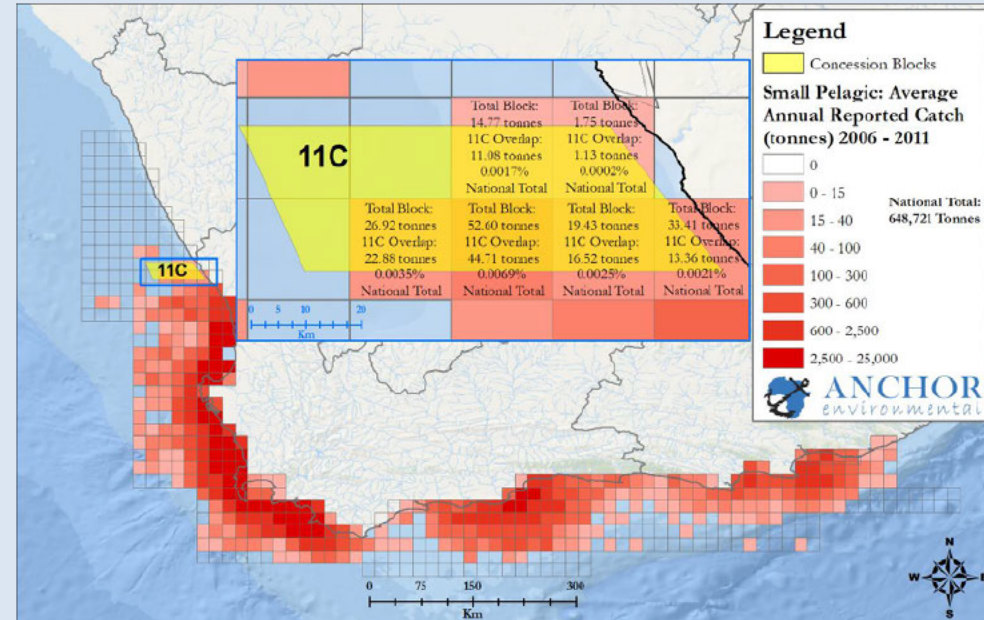 Legend
Concession Blocks
Small Pelagic: Average
Annual Reported Catch
(tonnes) 2006 - 2011
0
0 - 15
15 - 40
40 - 100
100 - 300
300 - 600
600 - 2,500
2,500 - 25,000
National Total:
648,721 Tonnes
ANCHOR
environmental
11C
Total Block:
14.77 tonnes
11C Overlap:
11.08 tonnes
0.0017%
National Total
Total Block:
1.75 tonnes
11C Overlap:
1.13 tonnes
0.0002%
National Total
Total Block:
26.92 tonnes
11C Overlap:
22.88 tonnes
0.0035%
National Total
Total Block:
52.60 tonnes
11C Overlap:
44.71 tonnes
0.0069%
National Total
Total Block:
19.43 tonnes
11C Overlap:
16.52 tonnes
0.0025%
National Total
Total Block:
33.41 tonnes
11C Overlap:
13.36 tonnes
0.0021%
National Total
0 5 10 20
Km
11C
0 75 150 300
Km
N
W E
S